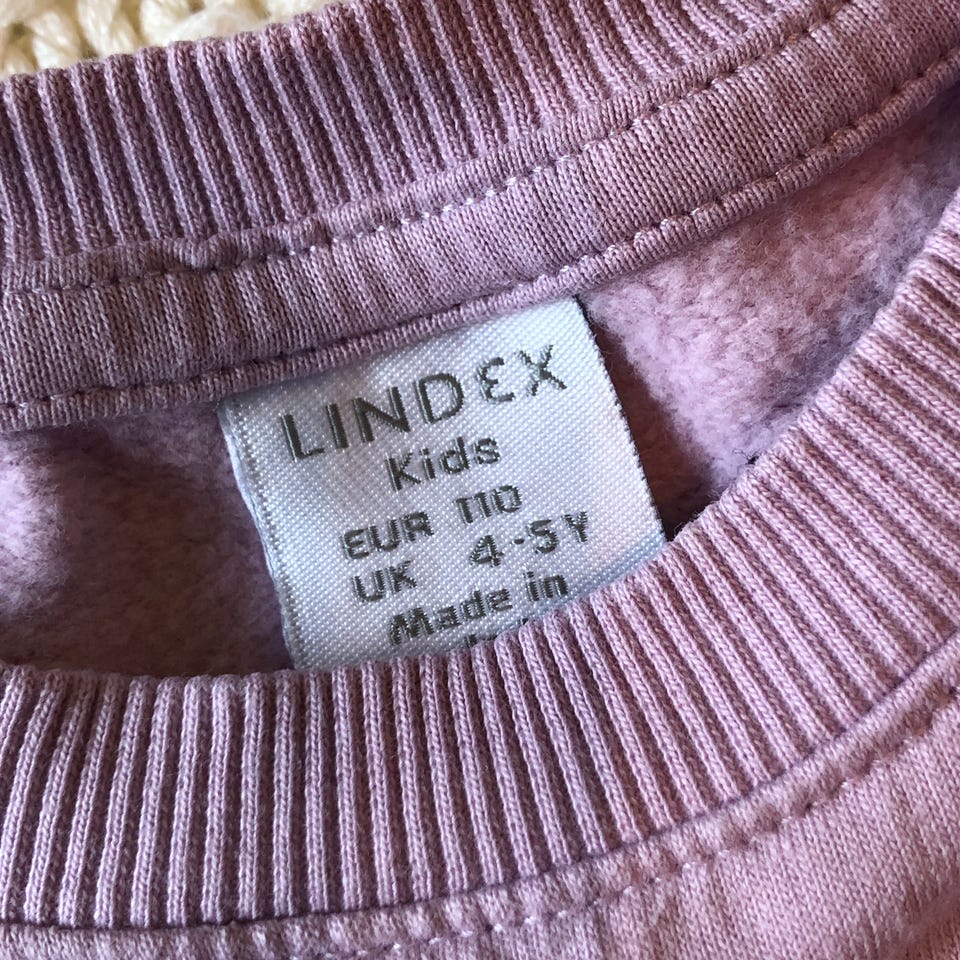 LINDEX
Kids
EUR 110
UK 4-5Y
Made in